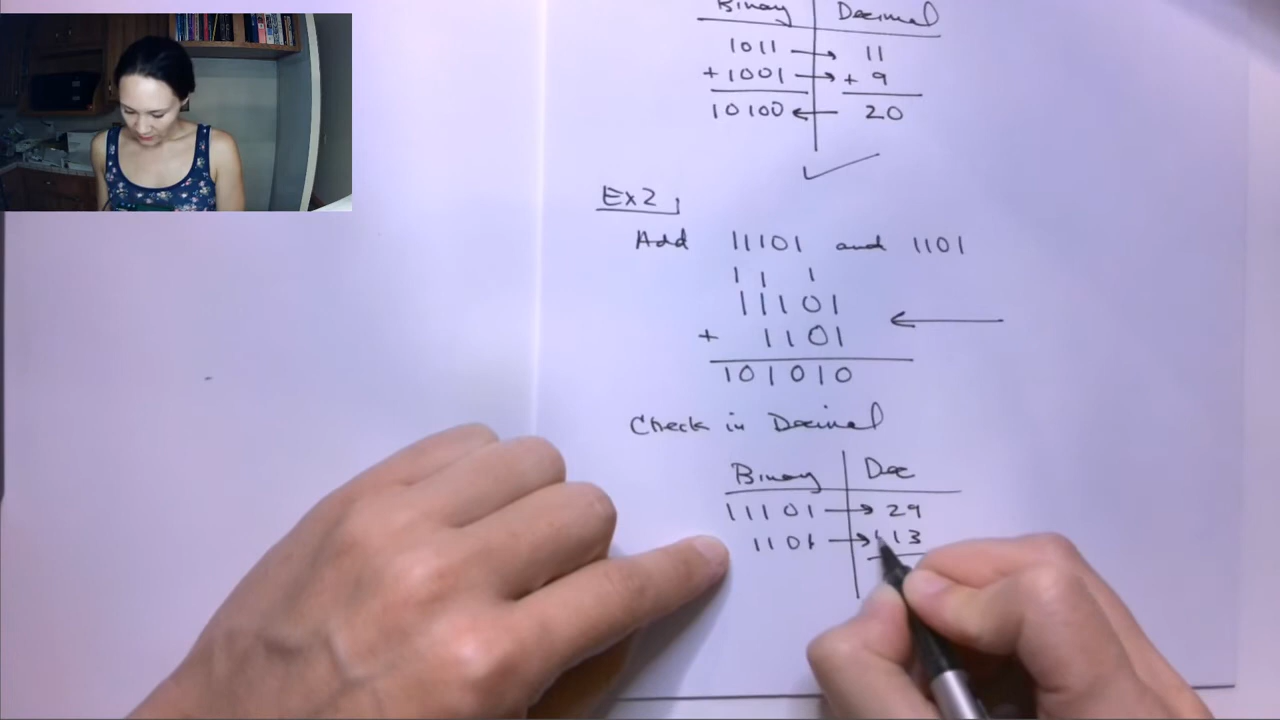 Binary Decimal
1011 → 11
+ 1001 → + 9
10100 ← 20
✓
Ex2
Add 11101 and 1101
1 1 1
11101 ←
+ 1101
101010
Check in Decimal
Binary Dec
11101 → 29
1101 → 13